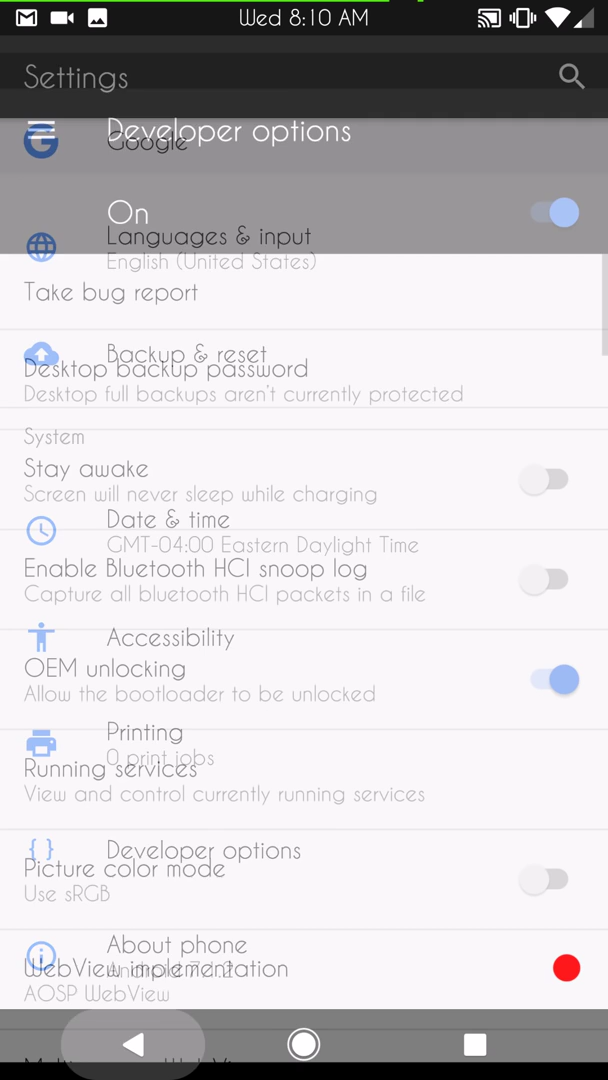 Wed 8:10 AM
Settings
Developer options
Google
On
Languages & input
English (United States)
Take bug report
Backup & reset
Desktop backup password
Desktop full backups aren't currently protected
System
Stay awake
Screen will never sleep while charging
Date & time
GMT-04:00 Eastern Daylight Time
Enable Bluetooth HCI snoop log
Capture all bluetooth HCI packets in a file
Accessibility
OEM unlocking
Allow the bootloader to be unlocked
Printing
0 print jobs
Running services
View and control currently running services
Developer options
Picture color mode
Use sRGB
About phone
WebView implementation
Android 7.1.2
AOSP WebView